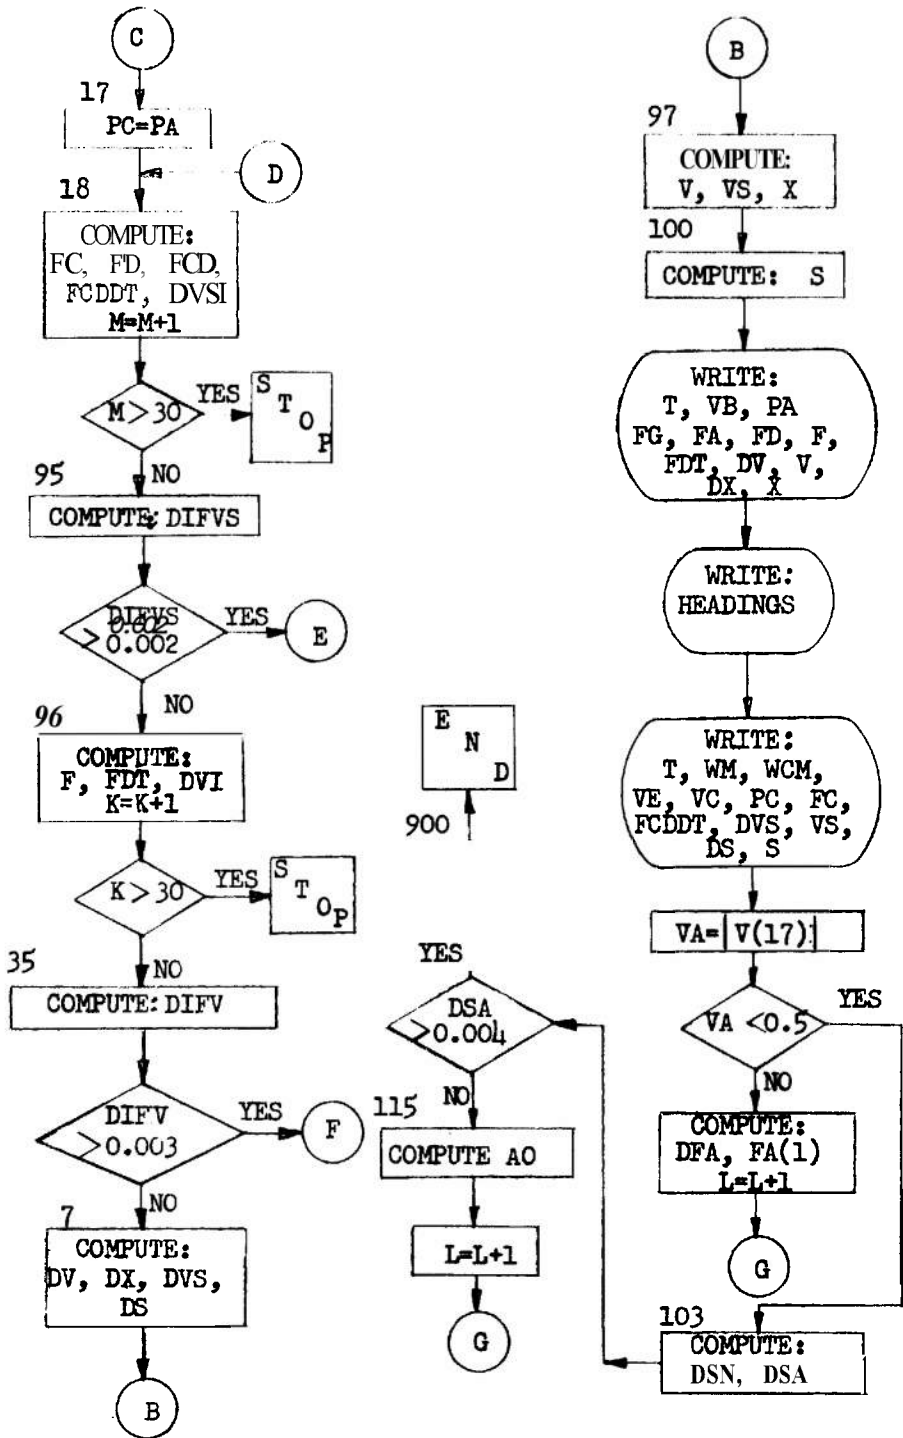 C
17
PC=PA
D
18
COMPUTE:
FC, FD, FCD,
FCDDT, DVSI
M=M+1
M > 30
YES
S T O P
NO
95
COMPUTE: DIFVS
DIFVS
0.002
> 0.002
YES
E
NO
96
COMPUTE:
F, FDT, DVI
K=K+1
K > 30
YES
S T O P
NO
35
COMPUTE: DIFV
DIFV
> 0.003
YES
F
NO
7
COMPUTE:
DV, DX, DVS,
DS
B
E N D
900
YES
DSA
> 0.004
NO
115
COMPUTE AO
L=L+1
G
B
97
COMPUTE:
V, VS, X
100
COMPUTE: S
WRITE:
T, VB, PA
FG, FA, FD, F,
FDT, DV, V,
DX, X
WRITE:
HEADINGS
WRITE:
T, WM, WCM,
VE, VC, PC, FC,
FCDDT, DVS, VS,
DS, S
VA=|V(17)|
VA <0.5
YES
NO
COMPUTE:
DFA, FA(1)
L=L+1
G
103
COMPUTE:
DSN, DSA